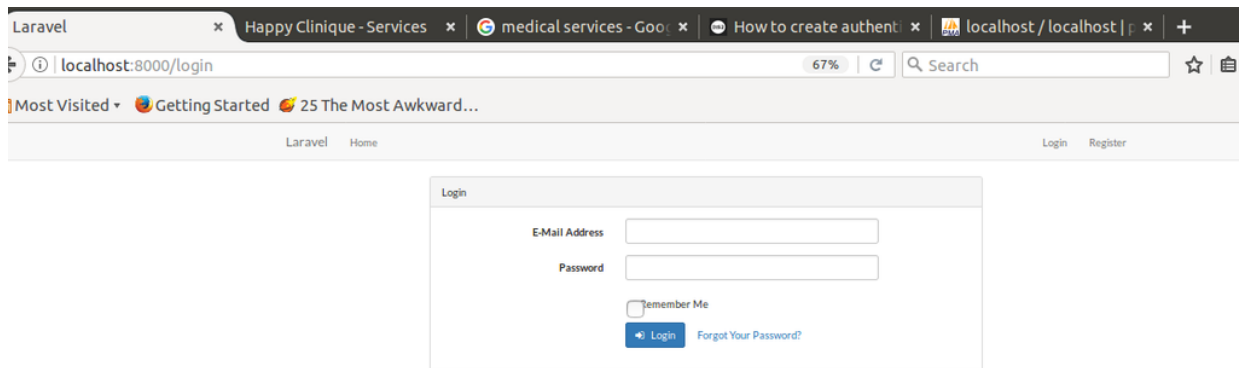 Laravel × Happy Clinique - Services × medical services - Goog × How to create authenti × localhost / localhost | p × +
localhost:8000/login 67% Search
Most Visited Getting Started 25 The Most Awkward...
Laravel Home Login Register
Login
E-Mail Address
Password
Remember Me
Login Forgot Your Password?